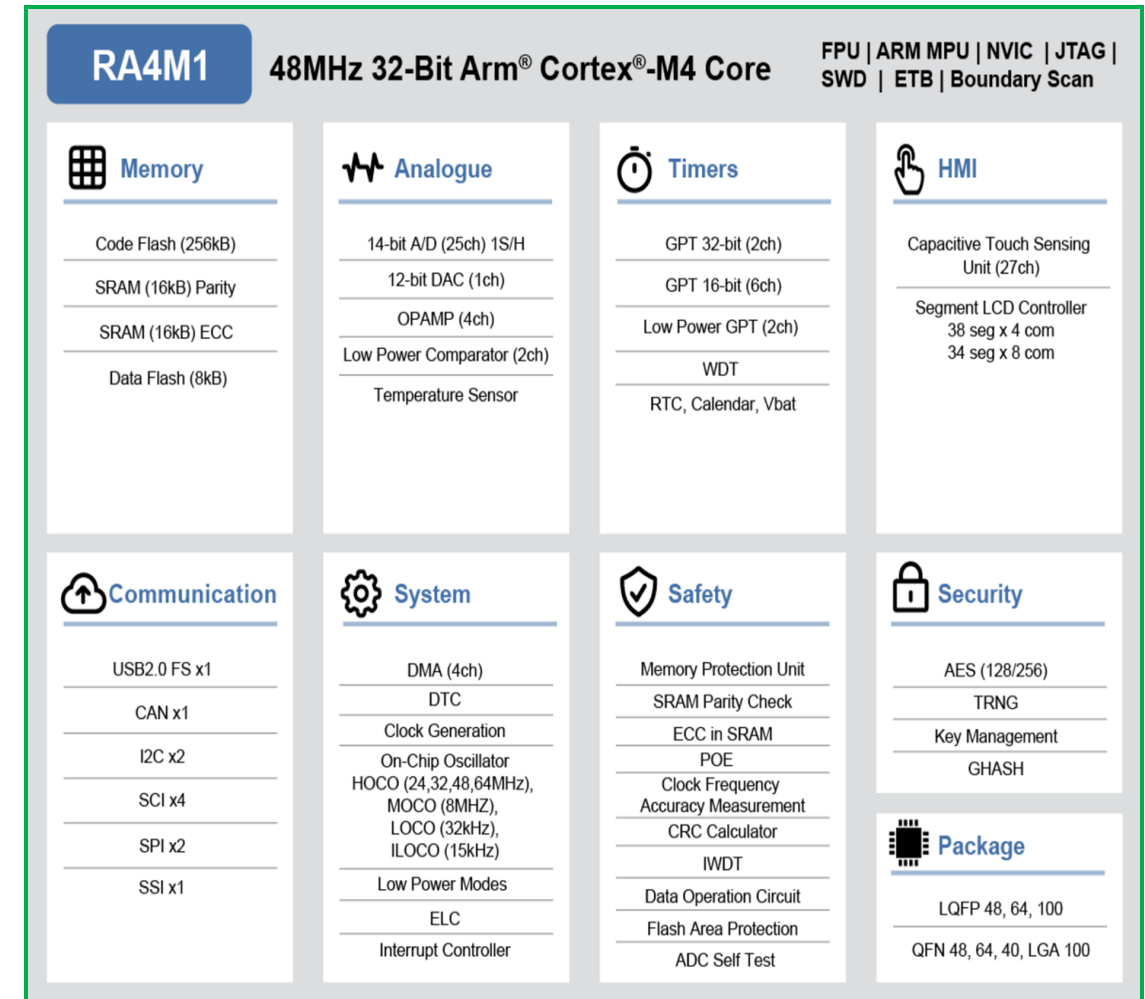 RA4M1
48MHz 32-Bit Arm® Cortex®-M4 Core
FPU | ARM MPU | NVIC | JTAG |
SWD | ETB | Boundary Scan
Memory
Code Flash (256kB)
SRAM (16kB) Parity
SRAM (16kB) ECC
Data Flash (8kB)
Analogue
14-bit A/D (25ch) 1S/H
12-bit DAC (1ch)
OPAMP (4ch)
Low Power Comparator (2ch)
Temperature Sensor
Timers
GPT 32-bit (2ch)
GPT 16-bit (6ch)
Low Power GPT (2ch)
WDT
RTC, Calendar, Vbat
HMI
Capacitive Touch Sensing
Unit (27ch)
Segment LCD Controller
38 seg x 4 com
34 seg x 8 com
Communication
USB2.0 FS x1
CAN x1
I2C x2
SCI x4
SPI x2
SSI x1
System
DMA (4ch)
DTC
Clock Generation
On-Chip Oscillator
HOCO (24,32,48,64MHz),
MOCO (8MHZ),
LOCO (32kHz),
ILOCO (15kHz)
Low Power Modes
ELC
Interrupt Controller
Safety
Memory Protection Unit
SRAM Parity Check
ECC in SRAM
POE
Clock Frequency
Accuracy Measurement
CRC Calculator
IWDT
Data Operation Circuit
Flash Area Protection
ADC Self Test
Security
AES (128/256)
TRNG
Key Management
GHASH
Package
LQFP 48, 64, 100
QFN 48, 64, 40, LGA 100